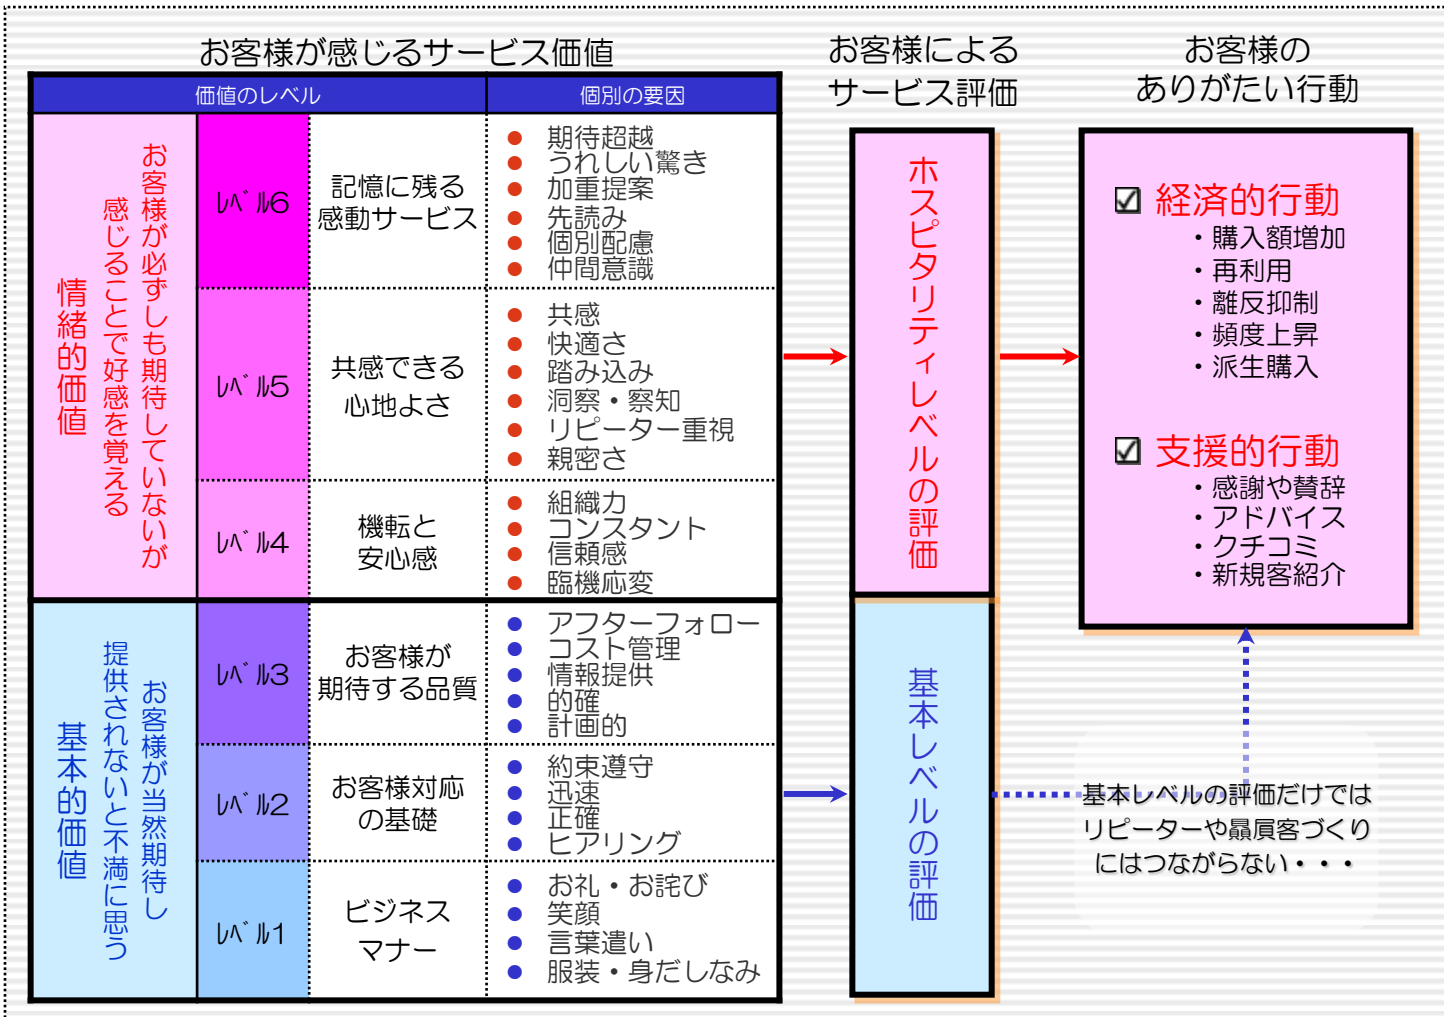 お客様が感じるサービス価値
お客様による
サービス評価
お客様の
ありがたい行動
価値のレベル
個別の要因
お客様が必ずしも期待していないが
感じることで好感を覚える
情緒的価値
ﾚﾍﾞﾙ6
記憶に残る
感動サービス
● 期待超越
● うれしい驚き
● 加重提案
● 先読み
● 個別配慮
● 仲間意識
ﾚﾍﾞﾙ5
共感できる
心地よさ
● 共感
● 快適さ
● 踏み込み
● 洞察・察知
● リピーター重視
● 親密さ
ﾚﾍﾞﾙ4
機転と
安心感
● 組織力
● コンスタント
● 信頼感
● 臨機応変
お客様が当然期待し
提供されないと不満に思う
基本的価値
ﾚﾍﾞﾙ3
お客様が
期待する品質
● アフターフォロー
● コスト管理
● 情報提供
● 的確
● 計画的
ﾚﾍﾞﾙ2
お客様対応
の基礎
● 約束遵守
● 迅速
● 正確
● ヒアリング
ﾚﾍﾞﾙ1
ビジネス
マナー
● お礼・お詫び
● 笑顔
● 言葉遣い
● 服装・身だしなみ
ホスピタリティレベルの評価
基本レベルの評価
経済的行動
・購入額増加
・再利用
・離反抑制
・頻度上昇
・派生購入
支援的行動
・感謝や賛辞
・アドバイス
・クチコミ
・新規客紹介
基本レベルの評価だけでは
リピーターや贔屓客づくり
にはつながらない・・・